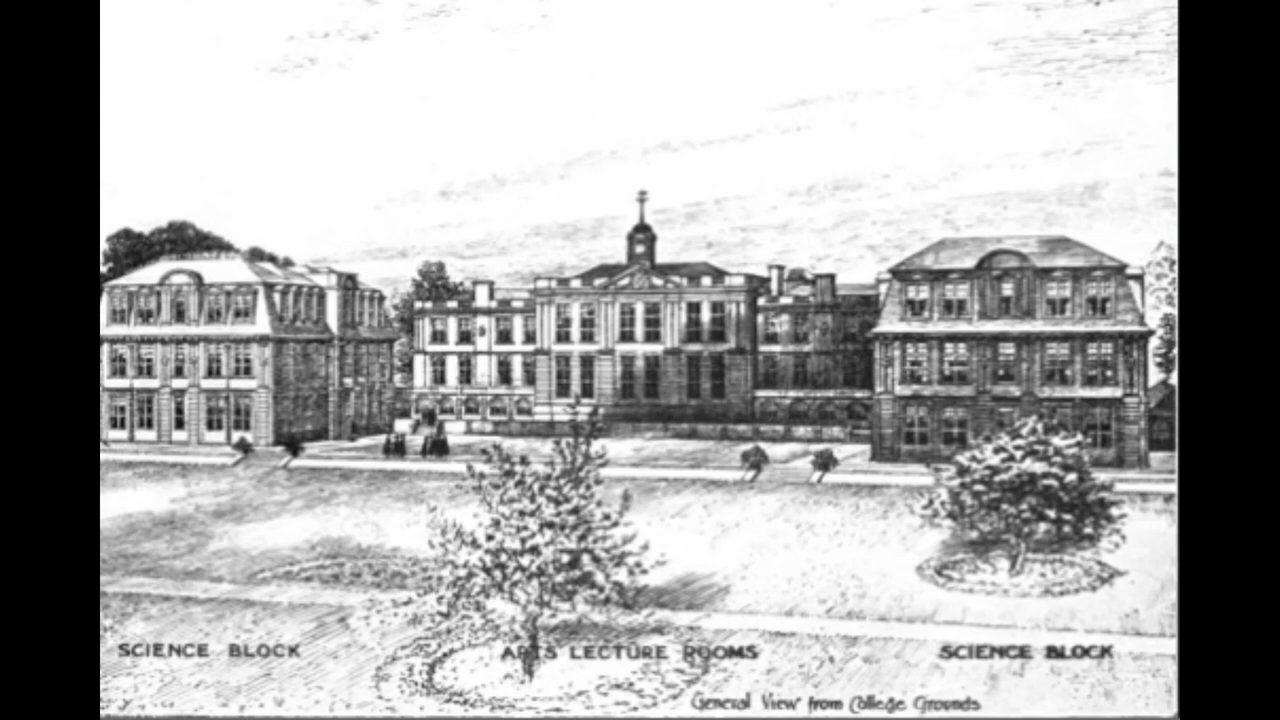 SCIENCE BLOCK ARTS LECTURE ROOMS SCIENCE BLOCK
General View from College Grounds